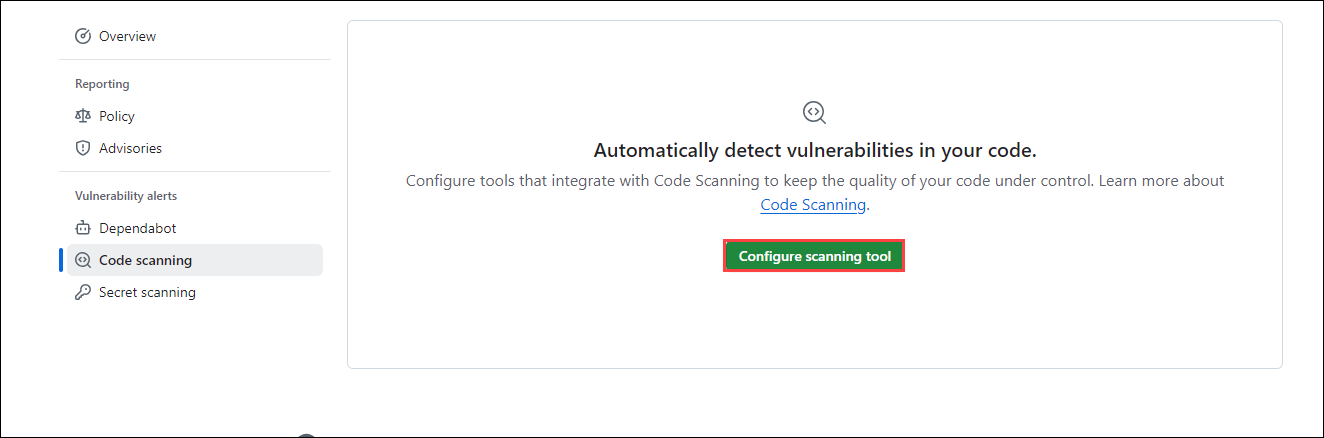 Overview
Reporting
Policy
Advisories
Vulnerability alerts
Dependabot
Code scanning
Secret scanning
Automatically detect vulnerabilities in your code.
Configure tools that integrate with Code Scanning to keep the quality of your code under control. Learn more about
Code Scanning.
Configure scanning tool